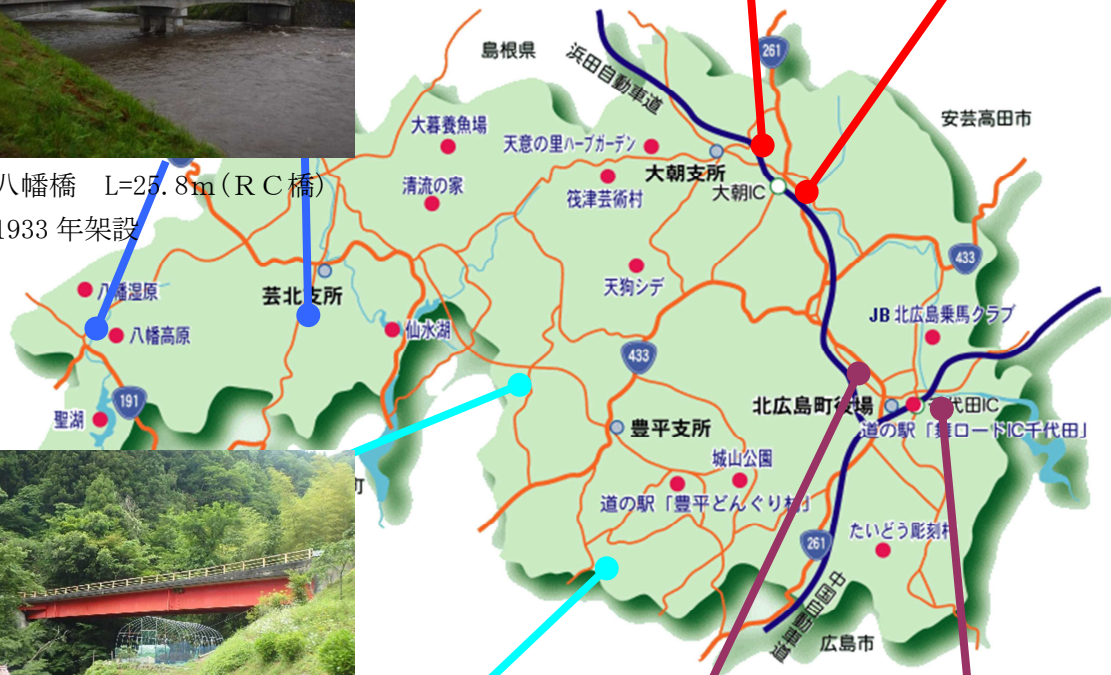 261
島根県
浜田自動車道
安芸高田市
大暮養魚場
天意の里ハーブガーデン
大朝支所
八幡橋　L=25.8m(ＲＣ橋)
清流の家
筏津芸術村
大朝IC
1933 年架設
433
天狗シデ
芸北支所
八幡湿原
JB 北広島乗馬クラブ
八幡高原
仙水湖
433
191
北広島町役場
代田IC
聖湖
豊平支所
道の駅「舞ロードIC千代田」
城山公園
町
道の駅「豊平どんぐり村」
たいどう彫刻村
261
中国自動車道
広島市